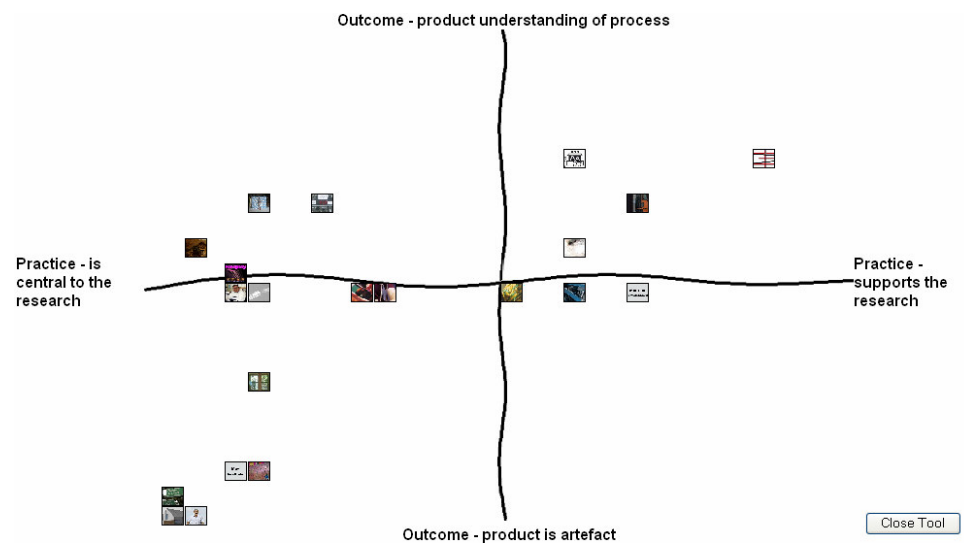 Outcome - product understanding of process
Practice - is
central to the
research
Practice -
supports the
research
Outcome - product is artefact
Close Tool